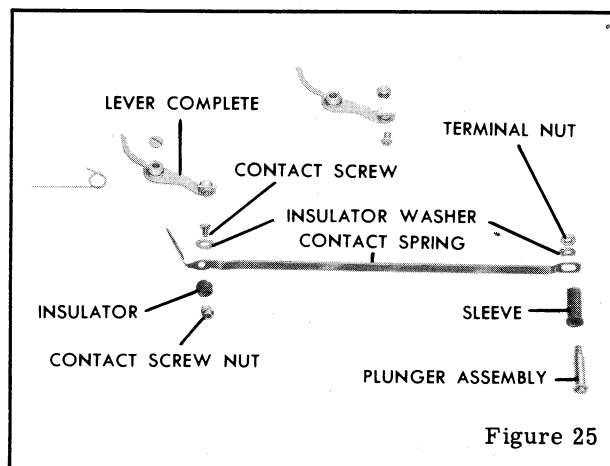 LEVER COMPLETE
TERMINAL NUT
CONTACT SCREW
INSULATOR WASHER
CONTACT SPRING
INSULATOR
SLEEVE
CONTACT SCREW NUT
PLUNGER ASSEMBLY
Figure 25